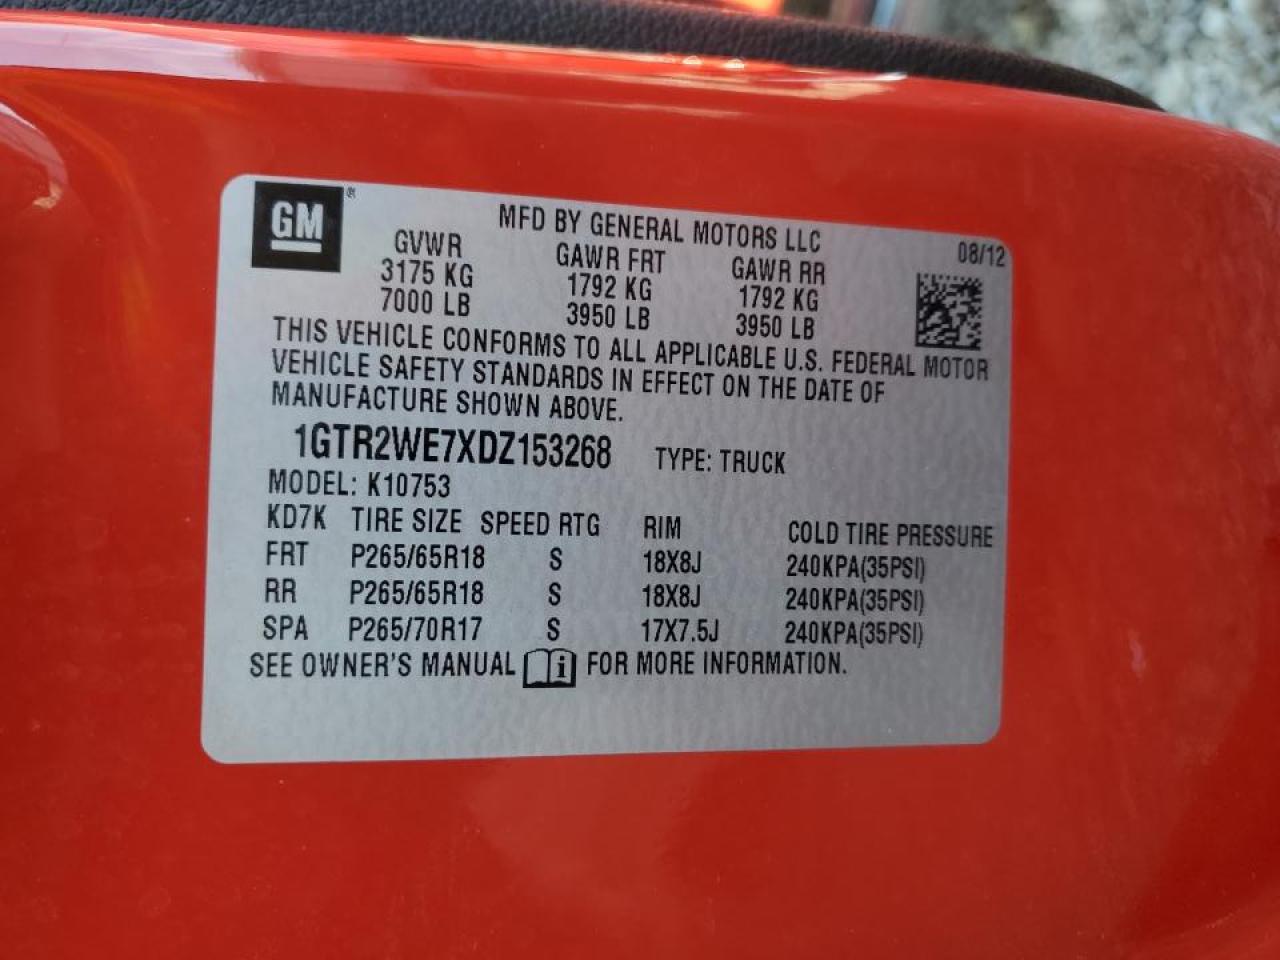 GM®
MFD BY GENERAL MOTORS LLC
08/12
GVWR GAWR FRT GAWR RR
3175 KG 1792 KG 1792 KG
7000 LB 3950 LB 3950 LB
THIS VEHICLE CONFORMS TO ALL APPLICABLE U.S. FEDERAL MOTOR
VEHICLE SAFETY STANDARDS IN EFFECT ON THE DATE OF
MANUFACTURE SHOWN ABOVE.
1GTR2WE7XDZ153268 TYPE: TRUCK
MODEL: K10753
KD7K TIRE SIZE SPEED RTG RIM COLD TIRE PRESSURE
FRT P265/65R18 S 18X8J 240KPA(35PSI)
RR P265/65R18 S 18X8J 240KPA(35PSI)
SPA P265/70R17 S 17X7.5J 240KPA(35PSI)
SEE OWNER'S MANUAL i FOR MORE INFORMATION.